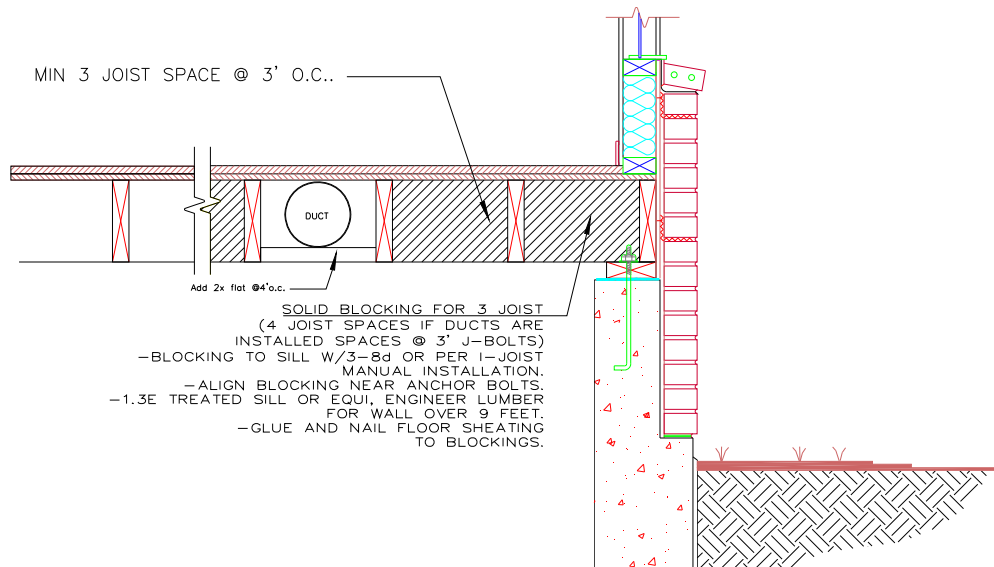 MIN 3 JOIST SPACE @ 3' O.C..
DUCT
Add 2x flat @4'o.c.
SOLID BLOCKING FOR 3 JOIST
(4 JOIST SPACES IF DUCTS ARE
INSTALLED SPACES @ 3' J-BOLTS)
-BLOCKING TO SILL W/3-8d OR PER I-JOIST
MANUAL INSTALLATION.
-ALIGN BLOCKING NEAR ANCHOR BOLTS.
-1.3E TREATED SILL OR EQUI, ENGINEER LUMBER
FOR WALL OVER 9 FEET.
-GLUE AND NAIL FLOOR SHEATING
TO BLOCKINGS.